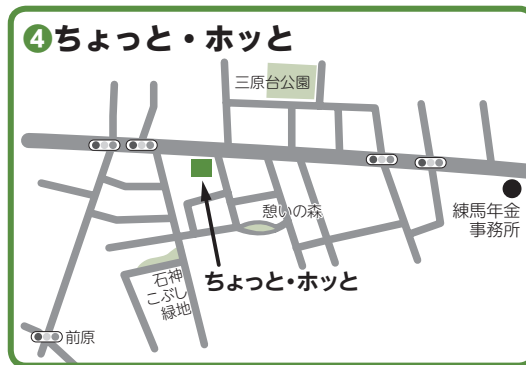 ④ちょっと・ホッと
三原台公園
練馬年金
事務所
憩いの森
ちょっと・ホッと
石神
こぶし
緑地
前原